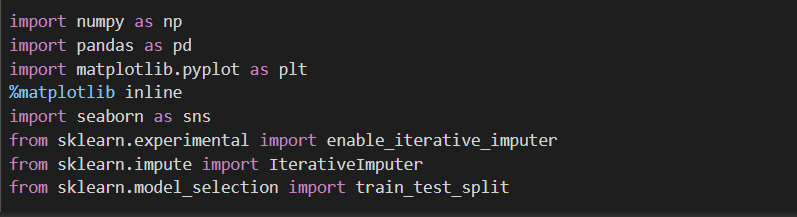 import numpy as np
import pandas as pd
import matplotlib.pyplot as plt
%matplotlib inline
import seaborn as sns
from sklearn.experimental import enable_iterative_imputer
from sklearn.impute import IterativeImputer
from sklearn.model_selection import train_test_split